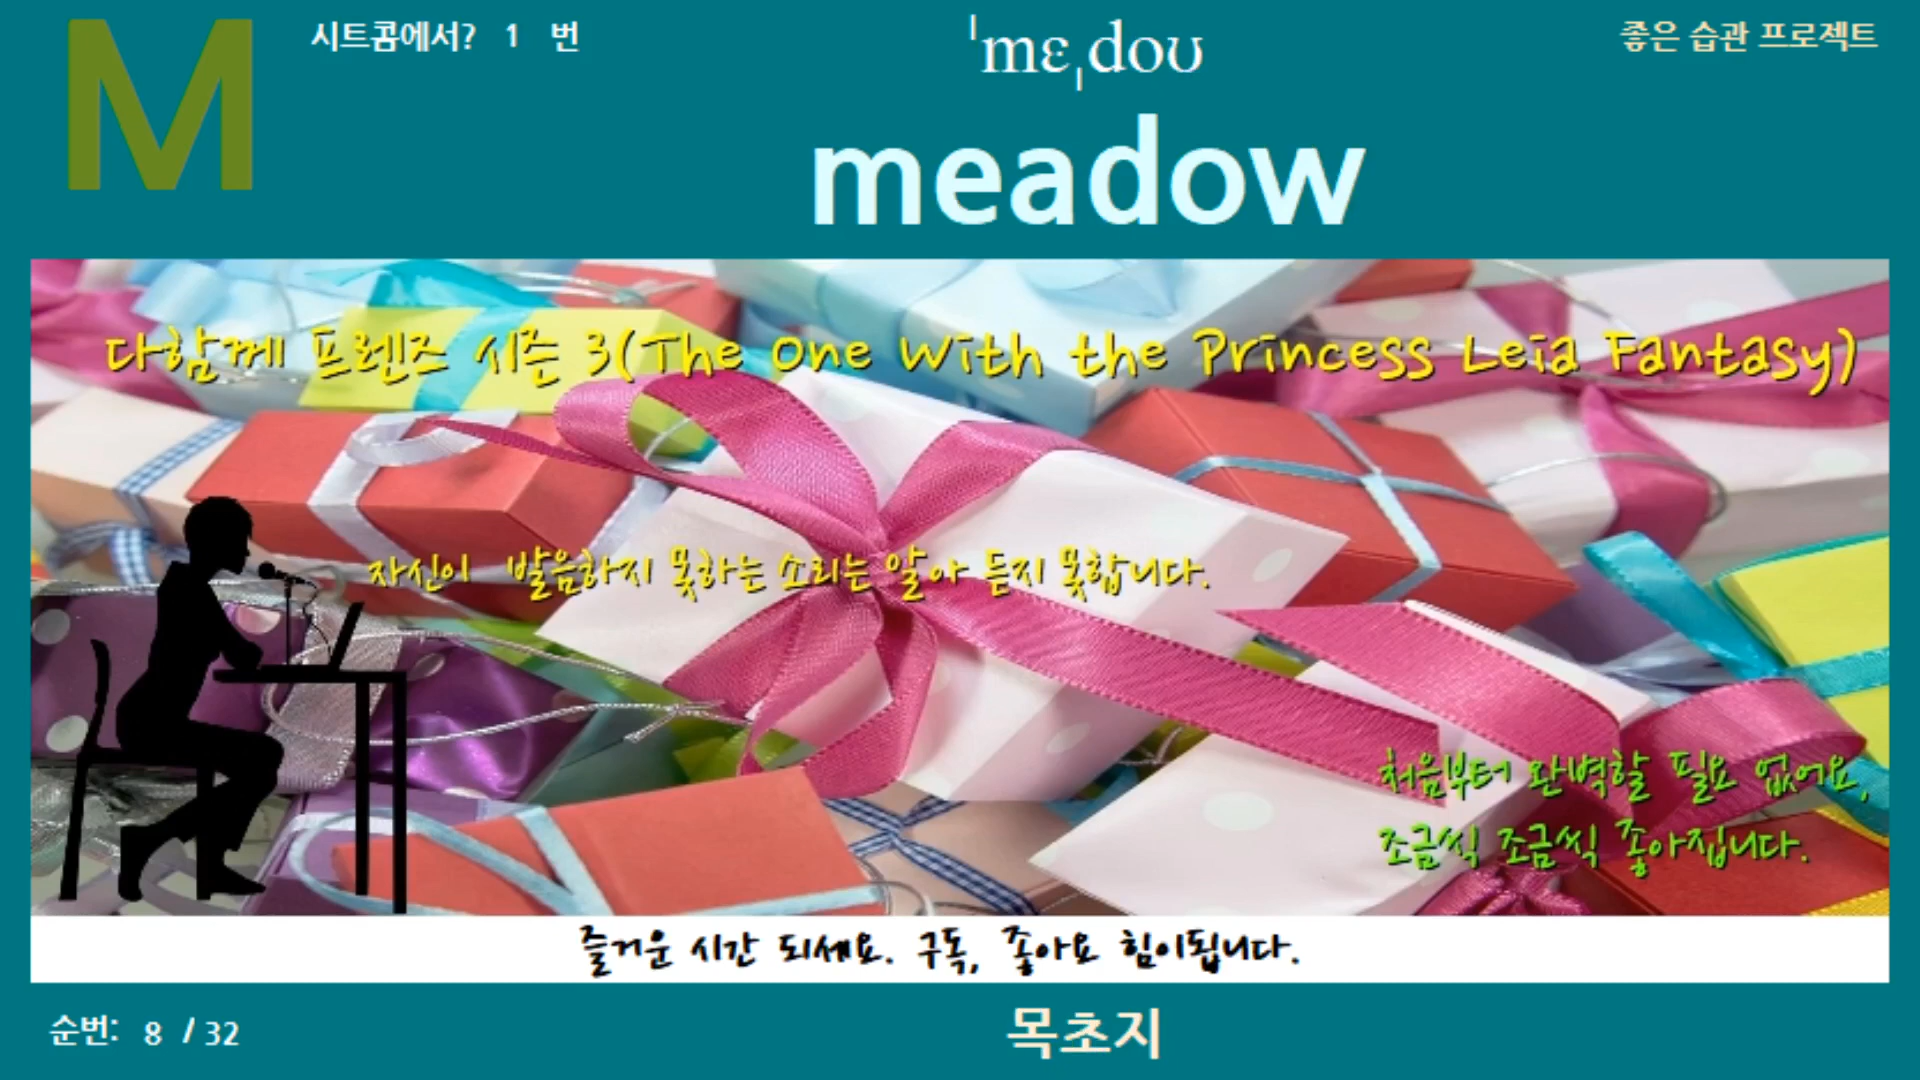 M
시트콤에서? 1 번
ˈmɛˌdoʊ
좋은 습관 프로젝트
meadow
다함께 프렌즈 시즌 3(The One With the Princess Leia Fantasy)
자신이 발음하지 못하는 소리는 알아 듣지 못합니다.
처음부터 완벽할 필요 없어요,
조금씩 조금씩 좋아집니다.
즐거운 시간 되세요. 구독, 좋아요 힘이됩니다.
순번: 8 / 32
목초지